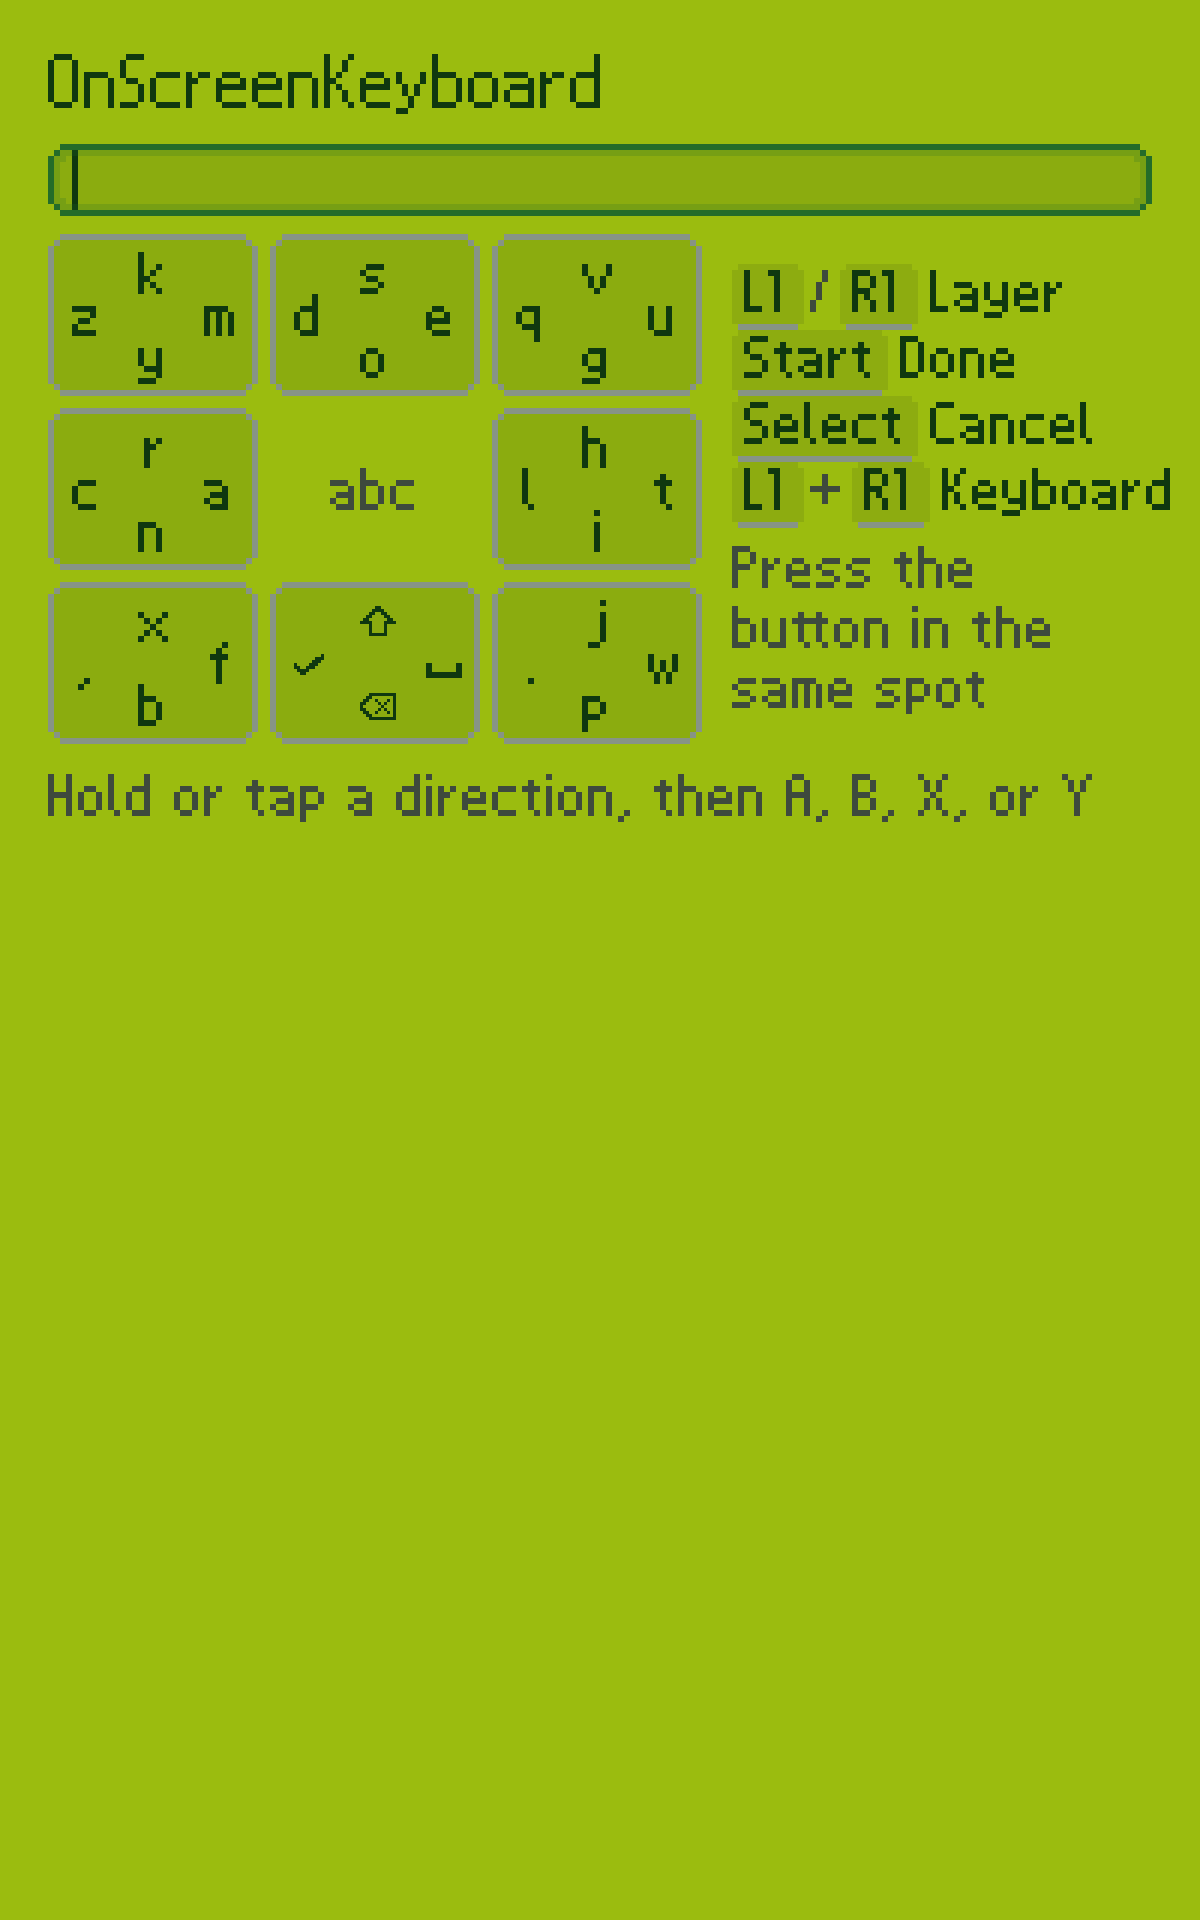 OnScreenKeyboard
k s v
z m d e q u
y o g
L1 / R1 Layer
Start Done
Select Cancel
L1 + R1 Keyboard
r h
c a abc l t
n i
x j
, f . w
b p
Press the
button in the
same spot
Hold or tap a direction, then A, B, X, or Y